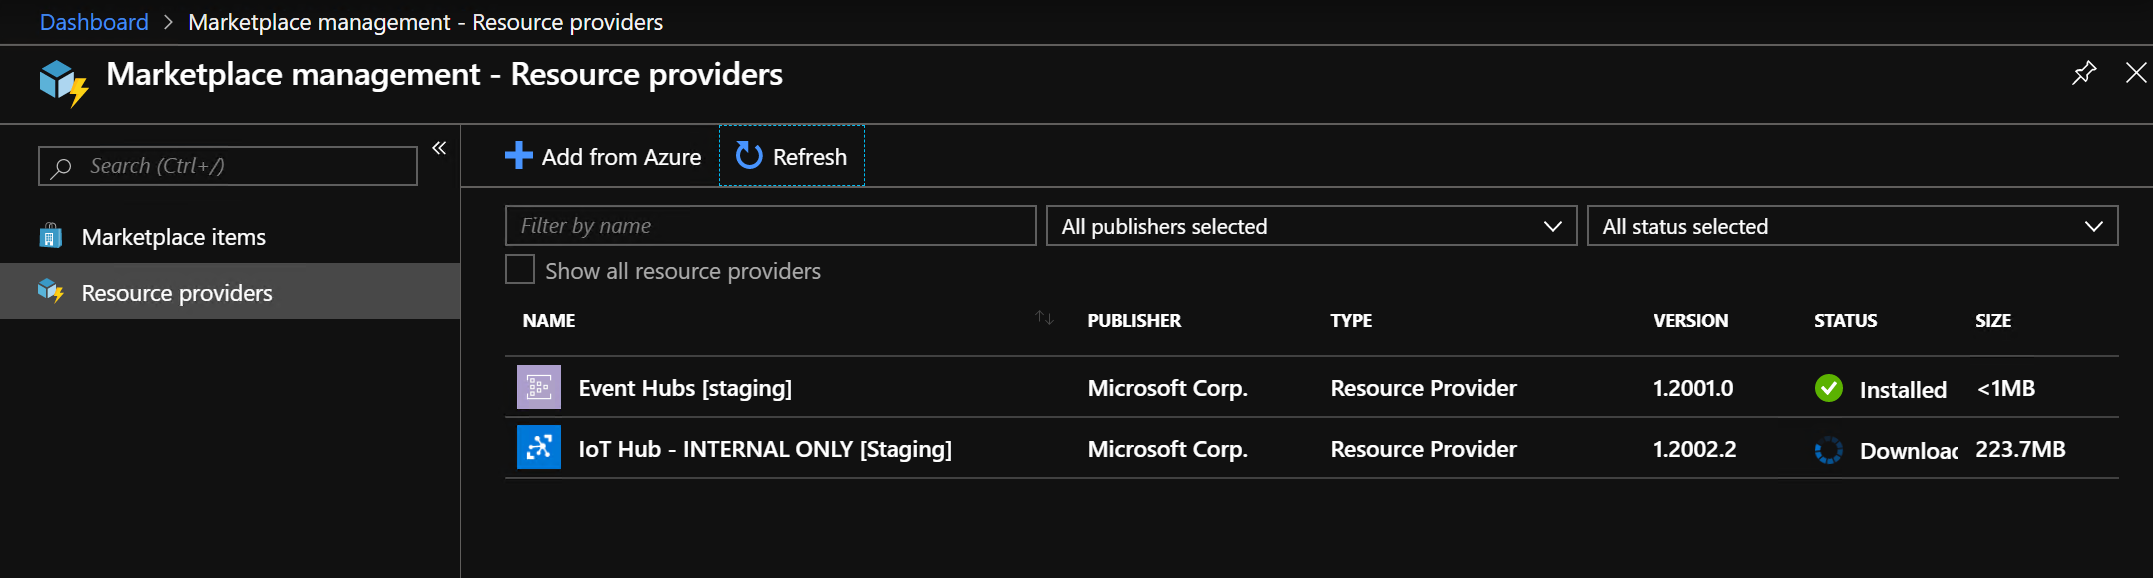 Dashboard > Marketplace management - Resource providers
Marketplace management - Resource providers
Search (Ctrl+/)
«
Add from Azure
Refresh
Marketplace items
Resource providers
Filter by name
All publishers selected
All status selected
Show all resource providers
NAME PUBLISHER TYPE VERSION STATUS SIZE
Event Hubs [staging] Microsoft Corp. Resource Provider 1.2001.0 Installed <1MB
IoT Hub - INTERNAL ONLY [Staging] Microsoft Corp. Resource Provider 1.2002.2 Downloac 223.7MB